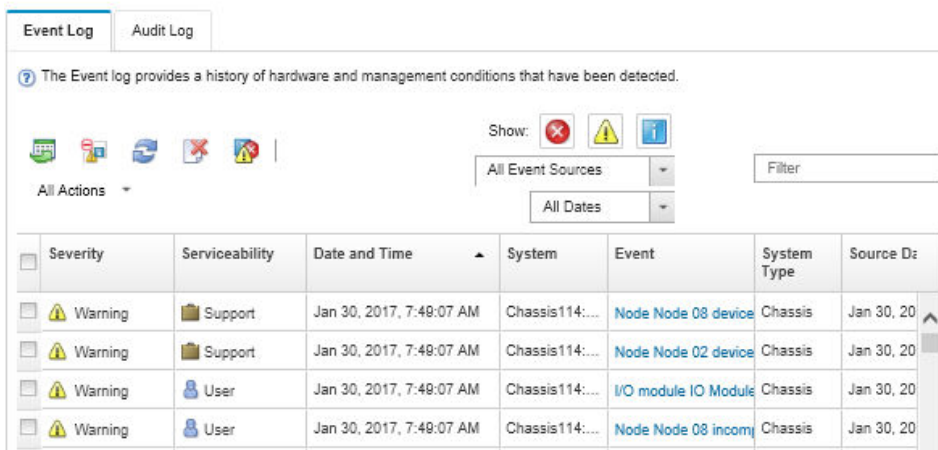 Event Log
Audit Log
The Event log provides a history of hardware and management conditions that have been detected.
Show:
All Event Sources
Filter
All Actions
All Dates
Severity Serviceability Date and Time System Event System Type Source Da
Warning Support Jan 30, 2017, 7:49:07 AM Chassis114:... Node Node 08 device Chassis Jan 30, 20
Warning Support Jan 30, 2017, 7:49:07 AM Chassis114:... Node Node 02 device Chassis Jan 30, 20
Warning User Jan 30, 2017, 7:49:07 AM Chassis114:... I/O module IO Module Chassis Jan 30, 20
Warning User Jan 30, 2017, 7:49:07 AM Chassis114:... Node Node 08 incomp Chassis Jan 30, 20